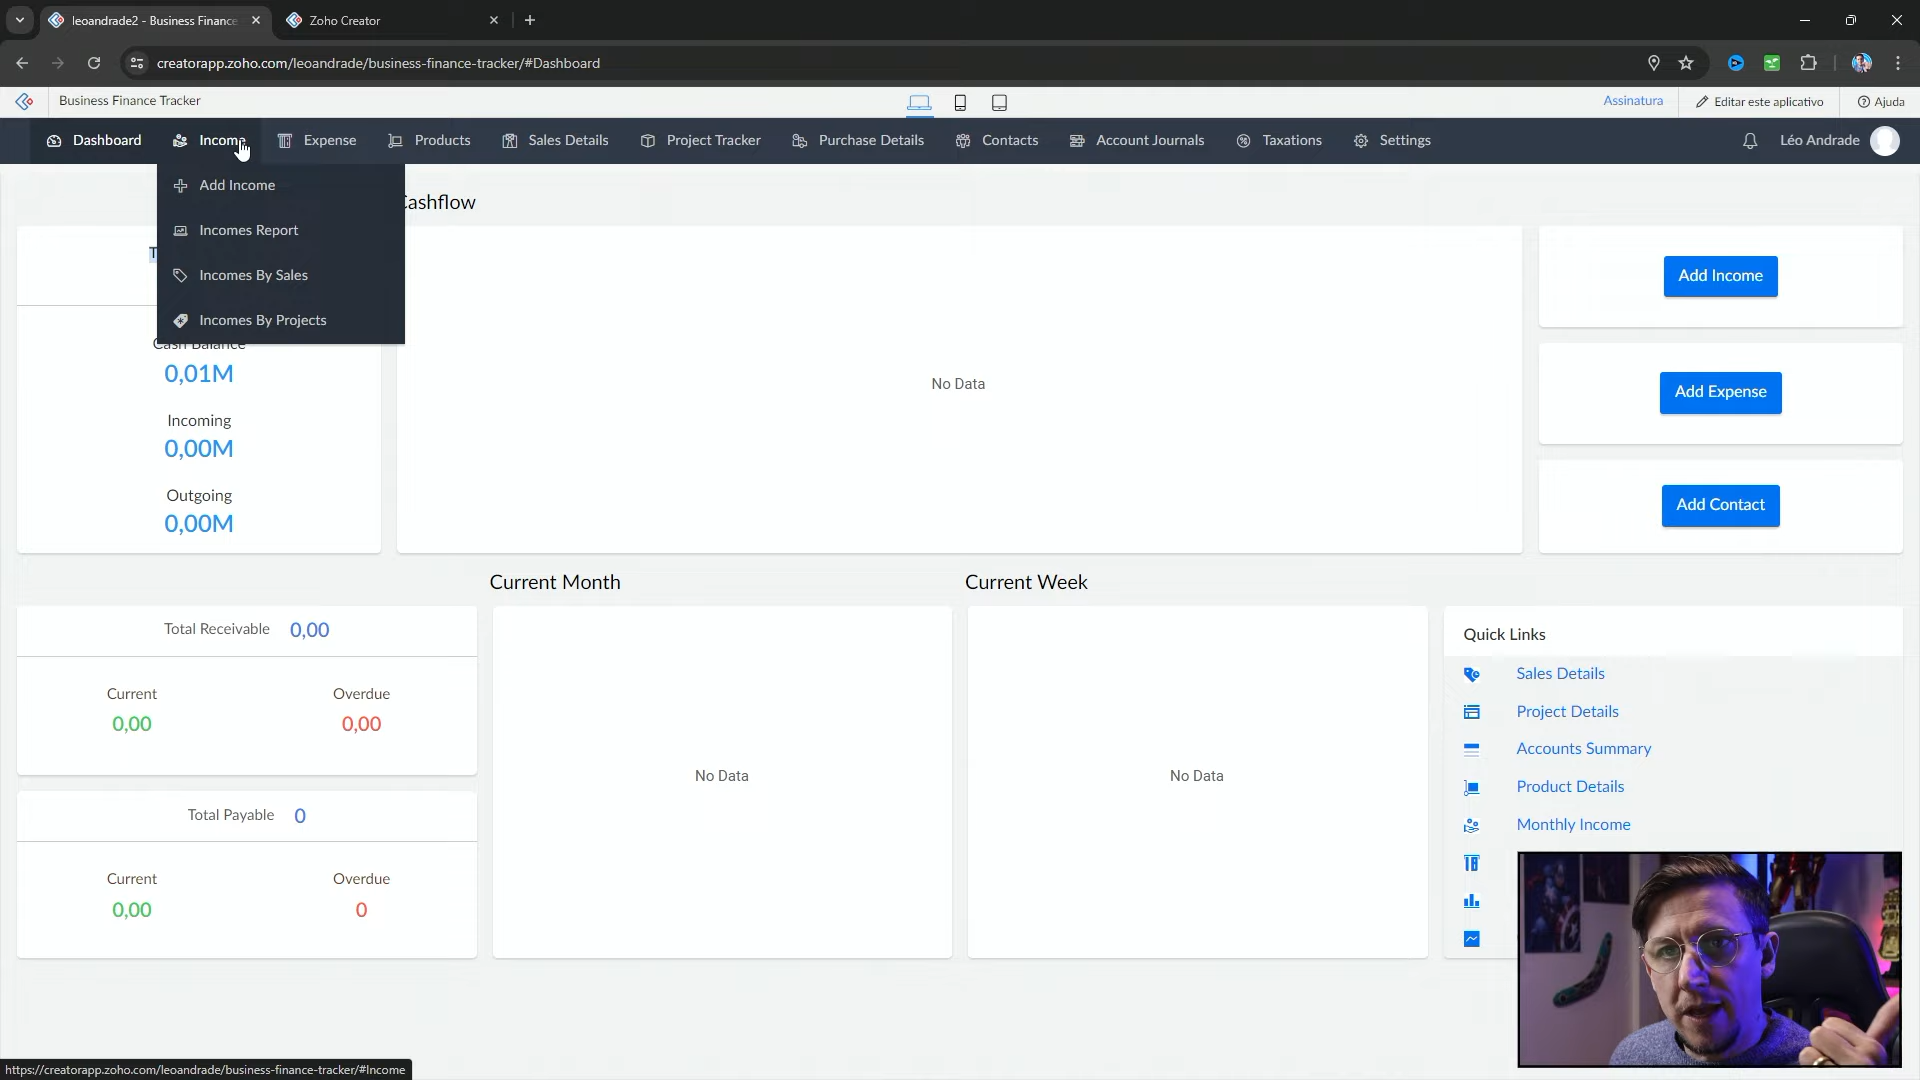 leoandrade2 - Business Finance
Zoho Creator
creatorapp.zoho.com/leoandrade/business-finance-tracker/#Dashboard
Business Finance Tracker
Assinatura
Editar este aplicativo
Ajuda
Dashboard
Income
Expense
Products
Sales Details
Project Tracker
Purchase Details
Contacts
Account Journals
Taxations
Settings
Léo Andrade
Add Income
Incomes Report
Incomes By Sales
Incomes By Projects
Cashflow
T
Cash Balance
0,01M
Incoming
0,00M
Outgoing
0,00M
No Data
Add Income
Add Expense
Add Contact
Total Receivable 0,00
Current
Overdue
0,00
0,00
Total Payable 0
Current
Overdue
0,00
0
Current Month
No Data
Current Week
No Data
Quick Links
Sales Details
Project Details
Accounts Summary
Product Details
Monthly Income
https://creatorapp.zoho.com/leoandrade/business-finance-tracker/#Income